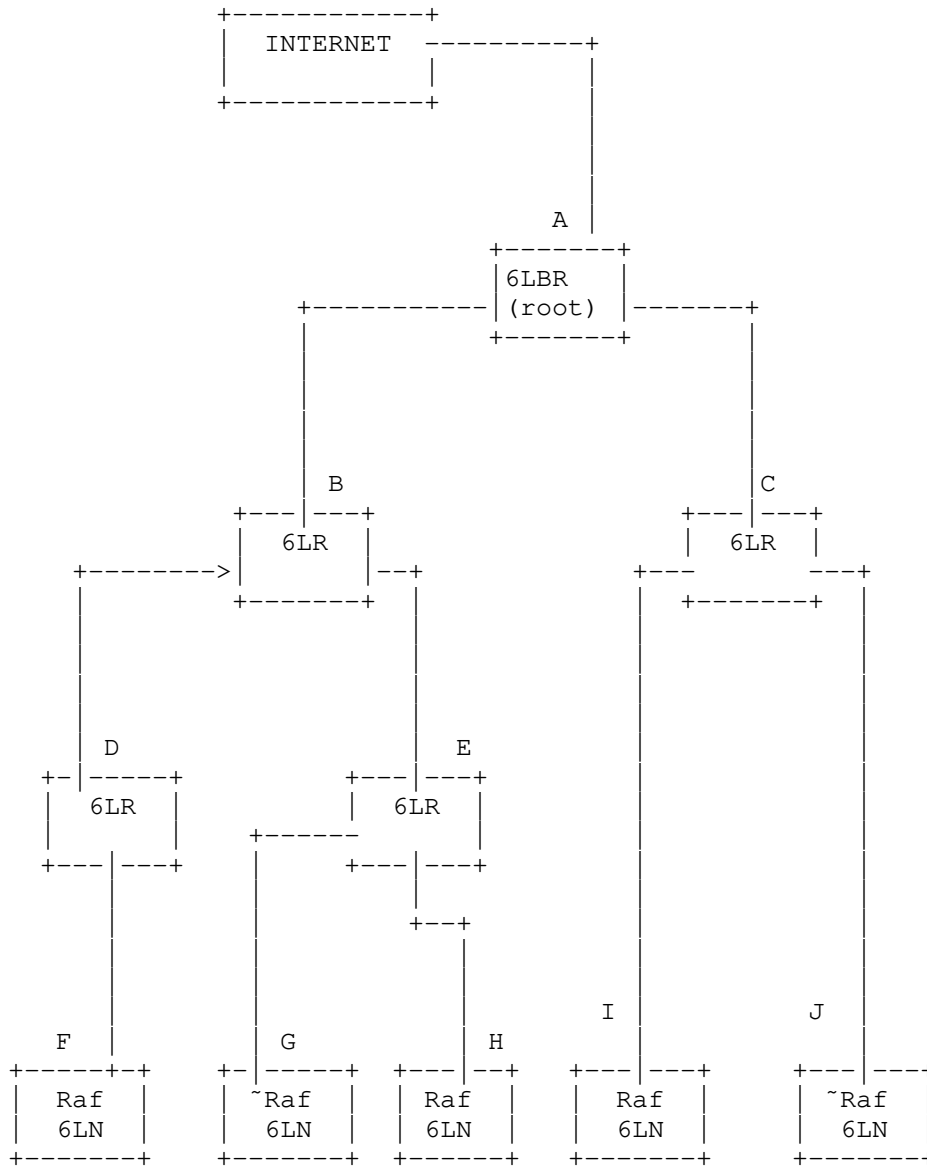 INTERNET
A
6LBR
(root)
B C
6LR 6LR
D E
6LR 6LR
I J
F G H
Raf ~Raf Raf Raf ~Raf
6LN 6LN 6LN 6LN 6LN